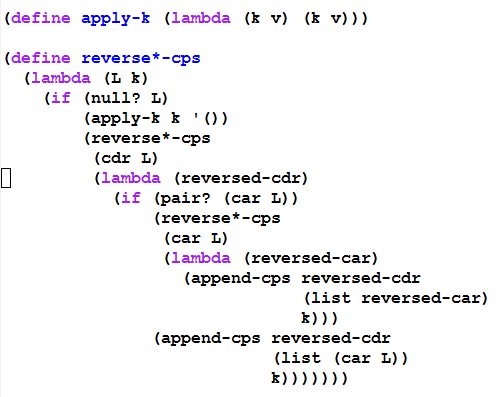 (define apply-k (lambda (k v) (k v)))
(define reverse*-cps
(lambda (L k)
(if (null? L)
(apply-k k '())
(reverse*-cps
(cdr L)
(lambda (reversed-cdr)
(if (pair? (car L))
(reverse*-cps
(car L)
(lambda (reversed-car)
(append-cps reversed-cdr
(list reversed-car)
k)))
(append-cps reversed-cdr
(list (car L))
k)))))))